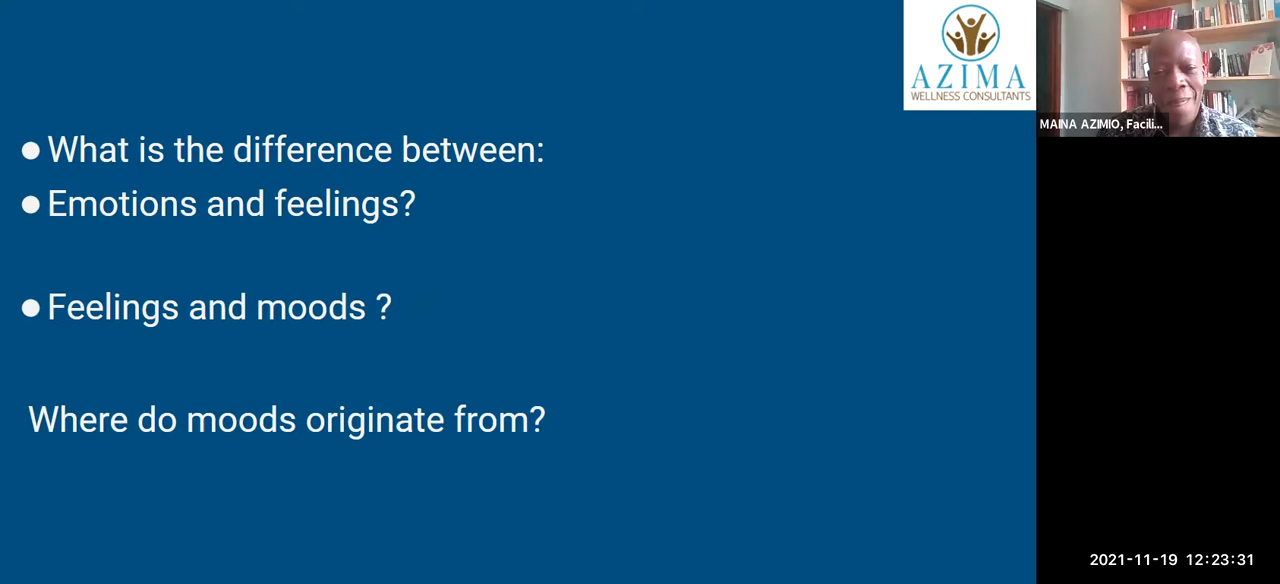 AZIMA
WELLNESS CONSULTANTS
MAINA AZIMIO, Facili...
What is the difference between:
Emotions and feelings?
Feelings and moods ?
Where do moods originate from?
2021-11-19 12:23:31